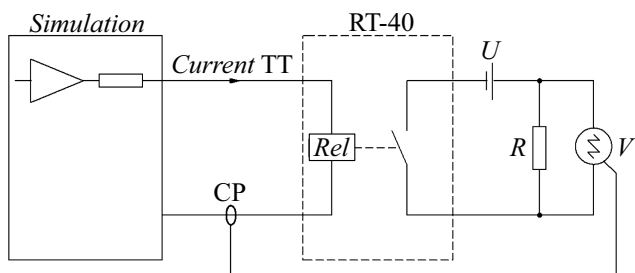 Simulation
RT-40
Current TT
U
Rel
R
V
CP